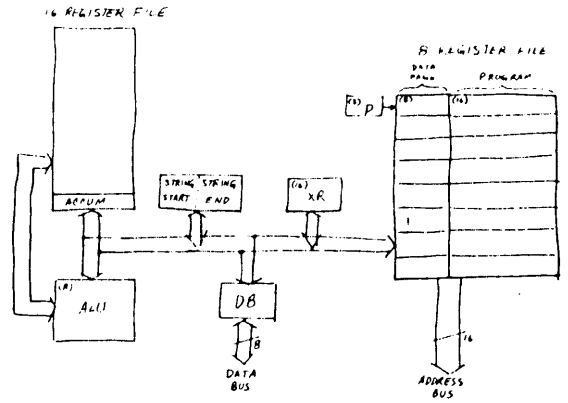 16 REGISTER FILE
8 REGISTER FILE
DATA
PAGE
PROGRAM
P
(8)
(16)
STRING STRING
START END
(16)
XR
ACCUM
(8)
ALU
DB
8
16
DATA
BUS
ADDRESS
BUS